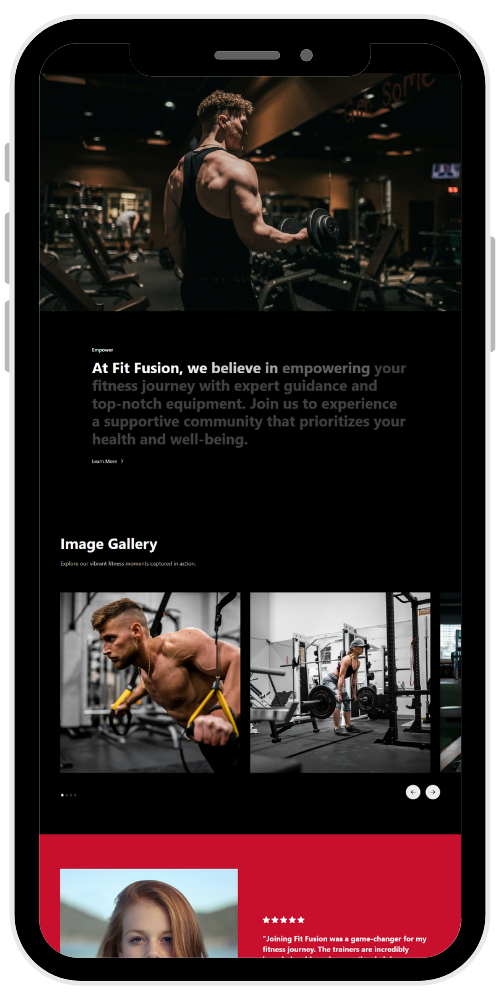 Get Some
Empower
At Fit Fusion, we believe in empowering your
fitness journey with expert guidance and
top-notch equipment. Join us to experience
a supportive community that prioritizes your
health and well-being.
Learn More >
Image Gallery
Explore our vibrant fitness moments captured in action.
"Joining Fit Fusion was a game-changer for my
fitness journey. The trainers are incredibly